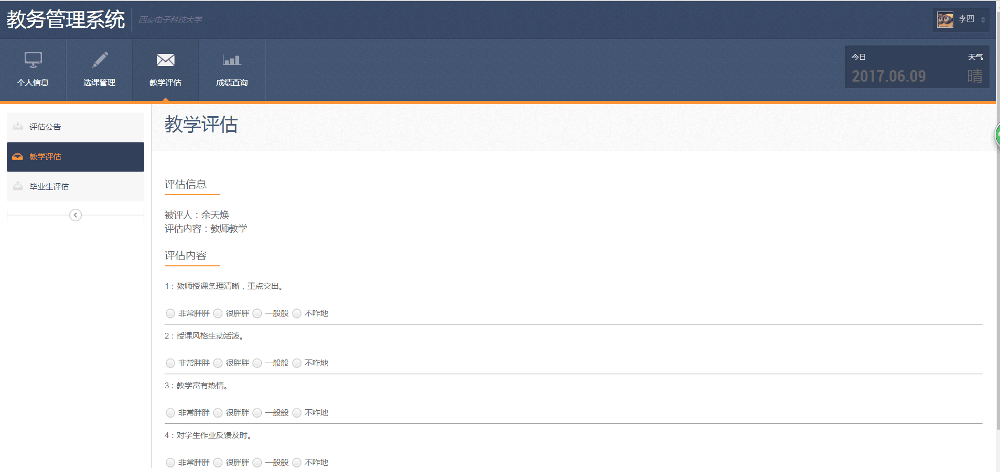 教务管理系统
西安电子科技大学
李四
个人信息
选课管理
教学评估
成绩查询
今日
天气
2017.06.09
晴
评估公告
教学评估
毕业生评估
教学评估
评估信息
被评人：余天焕
评估内容：教师教学
评估内容
1：教师授课条理清晰，重点突出。
非常胖胖 很胖胖 一般般 不咋地
2：授课风格生动活泼。
非常胖胖 很胖胖 一般般 不咋地
3：教学富有热情。
非常胖胖 很胖胖 一般般 不咋地
4：对学生作业反馈及时。
非常胖胖 很胖胖 一般般 不咋地